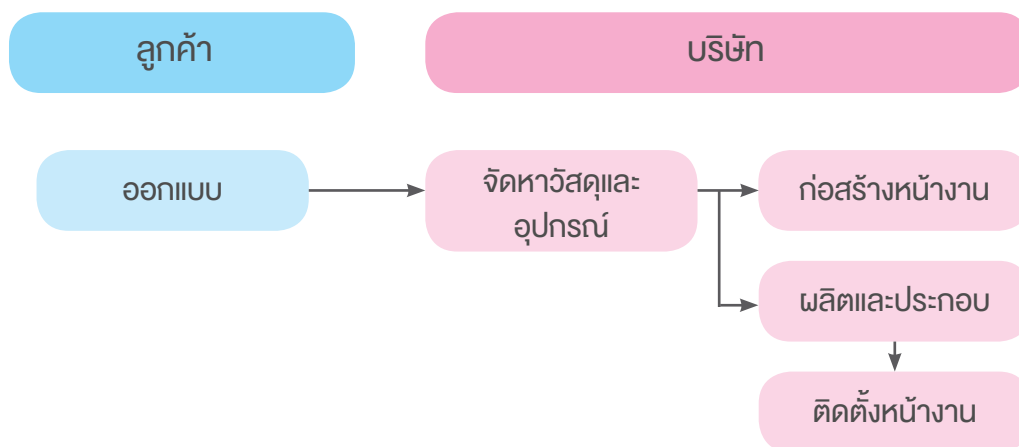 ลูกค้า
บริษัท
ออกแบบ
จัดหาวัสดุและ
อุปกรณ์
ก่อสร้างหน้างาน
ผลิตและประกอบ
ติดตั้งหน้างาน